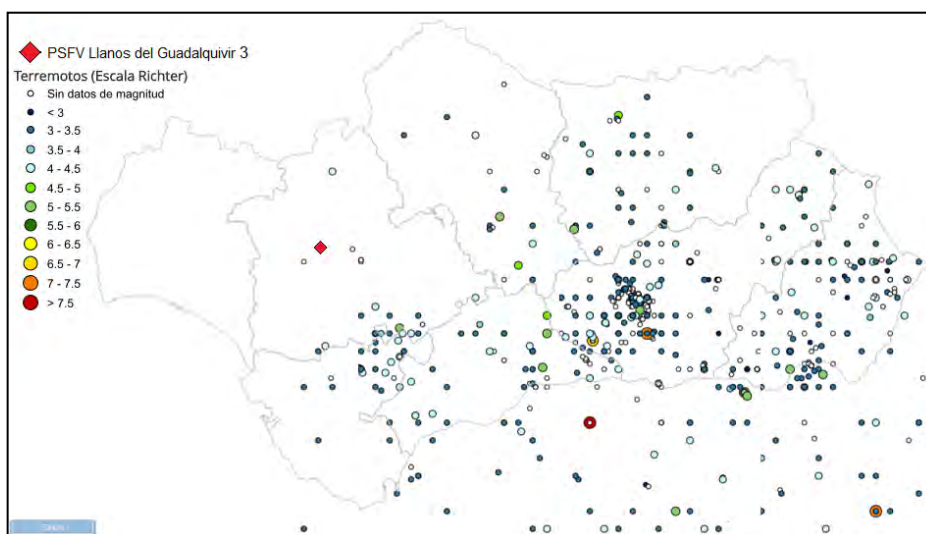 PSFV Llanos del Guadalquivir 3
Terremotos (Escala Richter)
Sin datos de magnitud
< 3
3 - 3.5
3.5 - 4
4 - 4.5
4.5 - 5
5 - 5.5
5.5 - 6
6 - 6.5
6.5 - 7
7 - 7.5
> 7.5